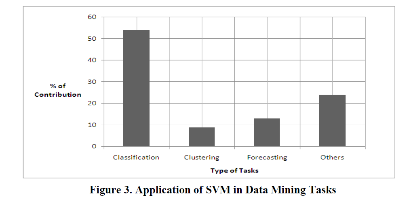 60
50
40
30
20
10
0
% of
Contribution
Classification Clustering Forecasting Others
Type of Tasks
Figure 3. Application of SVM in Data Mining Tasks